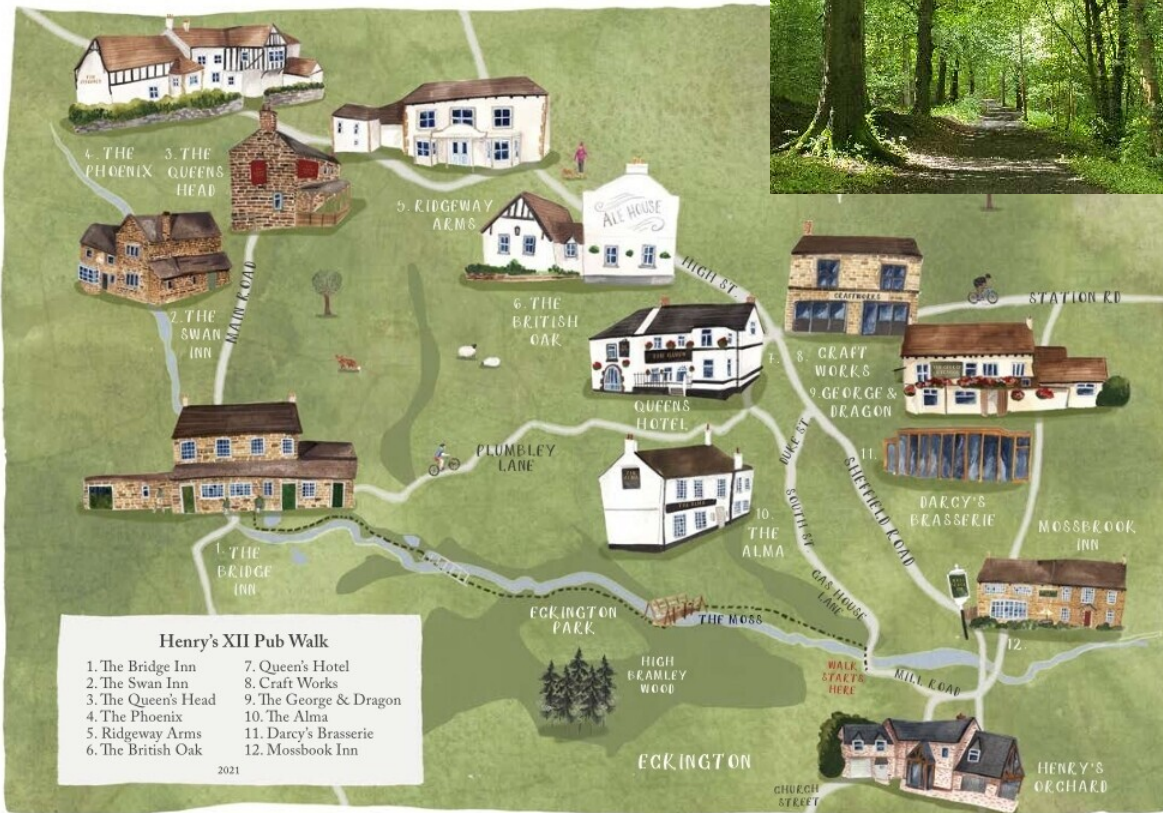 4. THE
PHOENIX
3. THE
QUEENS
HEAD
5. RIDGEWAY
ARMS
ALE HOUSE
HIGH ST.
6. THE
BRITISH
OAK
CRAFTWORKS
STATION RD
2. THE
SWAN
INN
MAIN ROAD
7.
QUEENS
HOTEL
8. CRAFT
WORKS
9. GEORGE &
DRAGON
PLUMBLEY
LANE
DUKE ST.
SHEFFIELD ROAD
11.
DARCY'S
BRASSERIE
SOUTH ST
10.
THE
ALMA
MOSSBROOK
INN
12
1. THE
BRIDGE
INN
GAS HOUSE
LANE
ECKINGTON
PARK
THE MOSS
HIGH
BRAMLEY
WOOD
WALK
STARTS
HERE
MILL ROAD
ECKINGTON
CHURCH
STREET
HENRY'S
ORCHARD
Henry's XII Pub Walk
1. The Bridge Inn
2. The Swan Inn
3. The Queen's Head
4. The Phoenix
5. Ridgeway Arms
6. The British Oak
7. Queen's Hotel
8. Craft Works
9. The George & Dragon
10. The Alma
11. Darcy's Brasserie
12. Mossbook Inn
2021